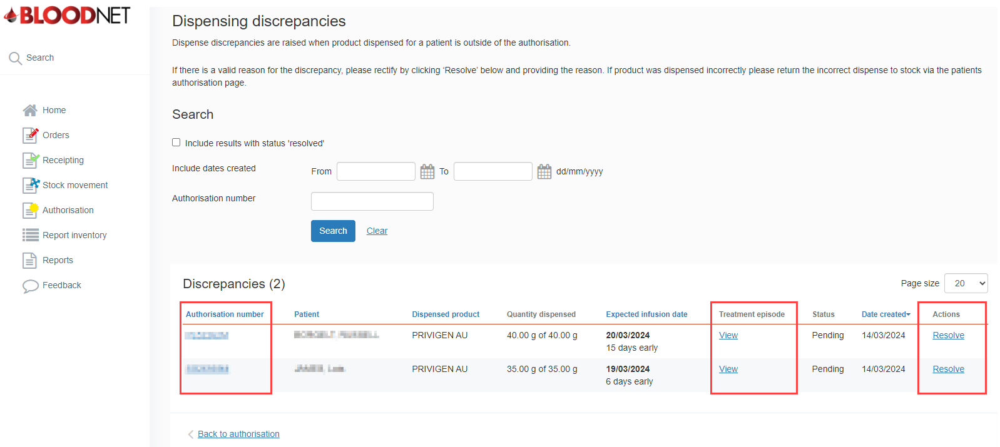 BLOODNET
Search
Home
Orders
Receipting
Stock movement
Authorisation
Report inventory
Reports
Feedback
Dispensing discrepancies
Dispense discrepancies are raised when product dispensed for a patient is outside of the authorisation.
If there is a valid reason for the discrepancy, please rectify by clicking ‘Resolve’ below and providing the reason. If product was dispensed incorrectly please return the incorrect dispense to stock via the patients
authorisation page.
Search
Include results with status 'resolved'
Include dates created From To dd/mm/yyyy
Authorisation number
Search Clear
Discrepancies (2) Page size 20
Authorisation number Patient Dispensed product Quantity dispensed Expected infusion date Treatment episode Status Date created Actions
PRIVIGEN AU 40.00 g of 40.00 g 20/03/2024 View Pending 14/03/2024 Resolve
15 days early
PRIVIGEN AU 35.00 g of 35.00 g 19/03/2024 View Pending 14/03/2024 Resolve
6 days early
Back to authorisation